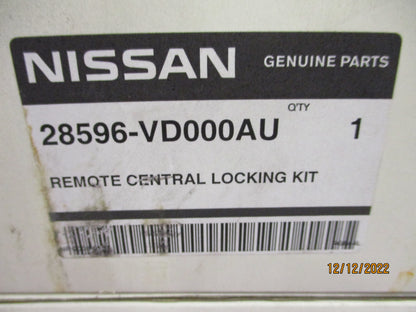 NISSAN GENUINE PARTS
Q'TY
28596-VD000AU 1
REMOTE CENTRAL LOCKING KIT
12/12/2022